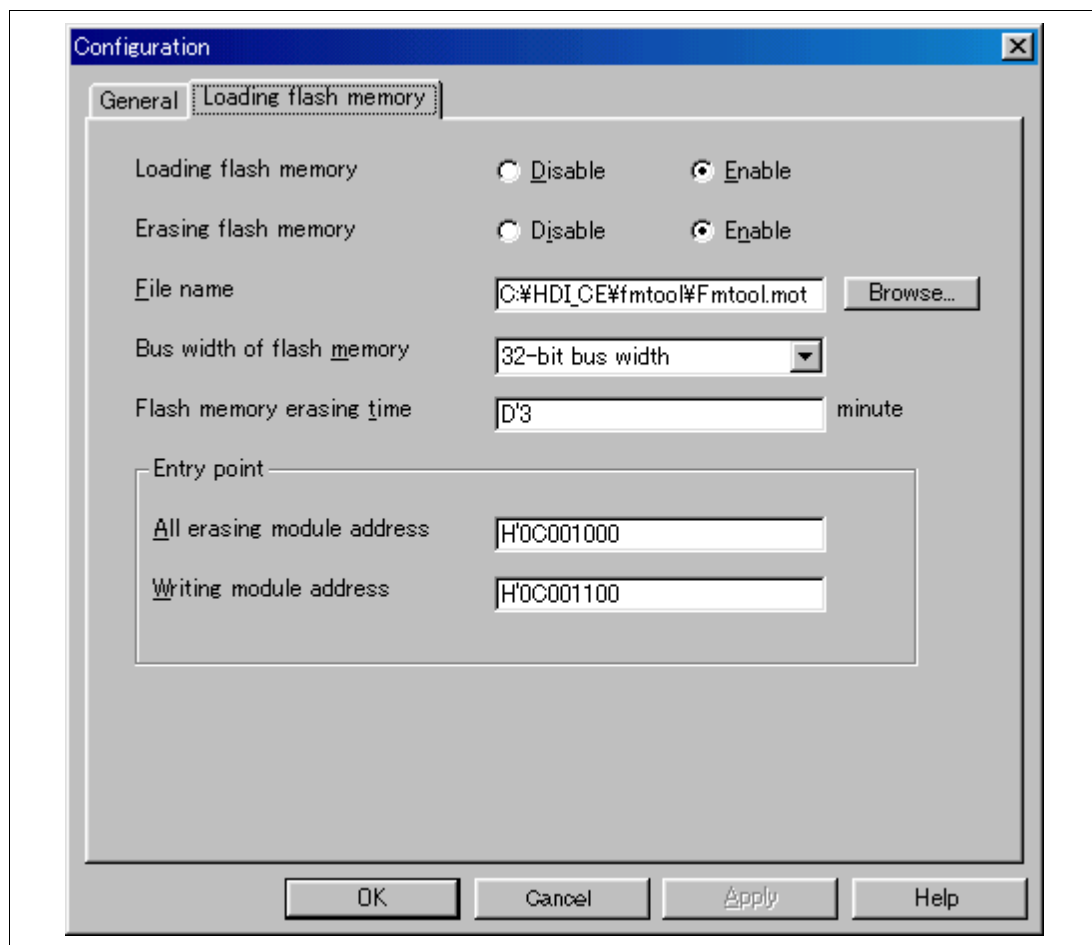 Configuration
General Loading flash memory
Loading flash memory Disable Enable
Erasing flash memory Disable Enable
File name C:¥HDI_CE¥fmtool¥Fmtool.mot Browse...
Bus width of flash memory 32-bit bus width
Flash memory erasing time D'3 minute
Entry point
All erasing module address H'0C001000
Writing module address H'0C001100
OK Cancel Apply Help